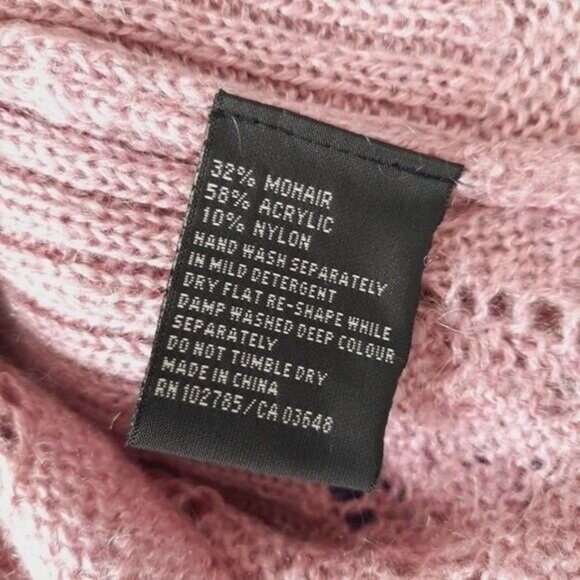 32% MOHAIR
58% ACRYLIC
10% NYLON
HAND WASH SEPARATELY
IN MILD DETERGENT
DRY FLAT RE-SHAPE WHILE
DAMP WASHED DEEP COLOUR
SEPARATELY
DO NOT TUMBLE DRY
MADE IN CHINA
RN 102785/CA 03648